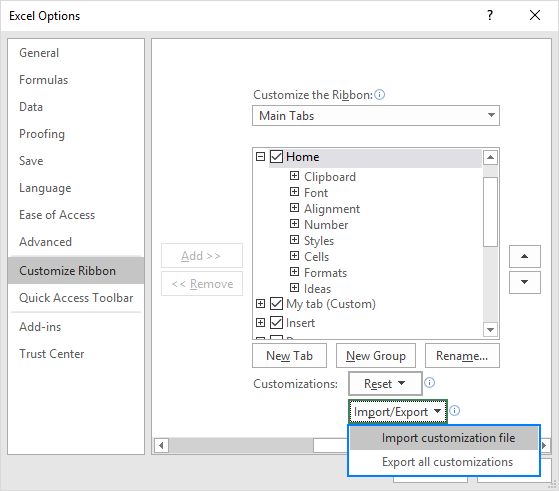 Excel Options
?
General
Formulas
Data
Proofing
Save
Language
Ease of Access
Advanced
Customize Ribbon
Quick Access Toolbar
Add-ins
Trust Center
Add >>
<< Remove
Customize the Ribbon:
Main Tabs
Home
Clipboard
Font
Alignment
Number
Styles
Cells
Formats
Ideas
My tab (Custom)
Insert
New Tab
New Group
Rename...
Customizations:
Reset
Import/Export
Import customization file
Export all customizations